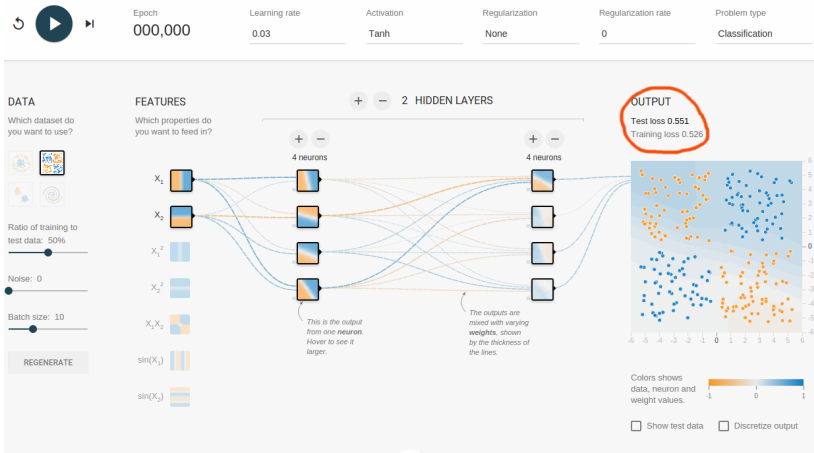 Epoch
000,000
Learning rate
0.03
Activation
Tanh
Regularization
None
Regularization rate
0
Problem type
Classification
DATA
Which dataset do
you want to use?
Ratio of training to
test data: 50%
Noise: 0
Batch size: 10
REGENERATE
FEATURES
Which properties do
you want to feed in?
X₁
X₂
X₁²
X₂²
X₁X₂
sin(X₁)
sin(X₂)
+ − 2 HIDDEN LAYERS
+ −
4 neurons
+ −
4 neurons
This is the output
from one neuron.
Hover to see it
larger.
The outputs are
mixed with varying
weights, shown
by the thickness of
the lines.
OUTPUT
Test loss 0.551
Training loss 0.526
6
5
4
3
2
1
0
-1
-2
-3
-4
-5
-6
-6 -5 -4 -3 -2 -1 0 1 2 3 4 5 6
Colors shows
data, neuron and
weight values.
-1 0 1
Show test data
Discretize output